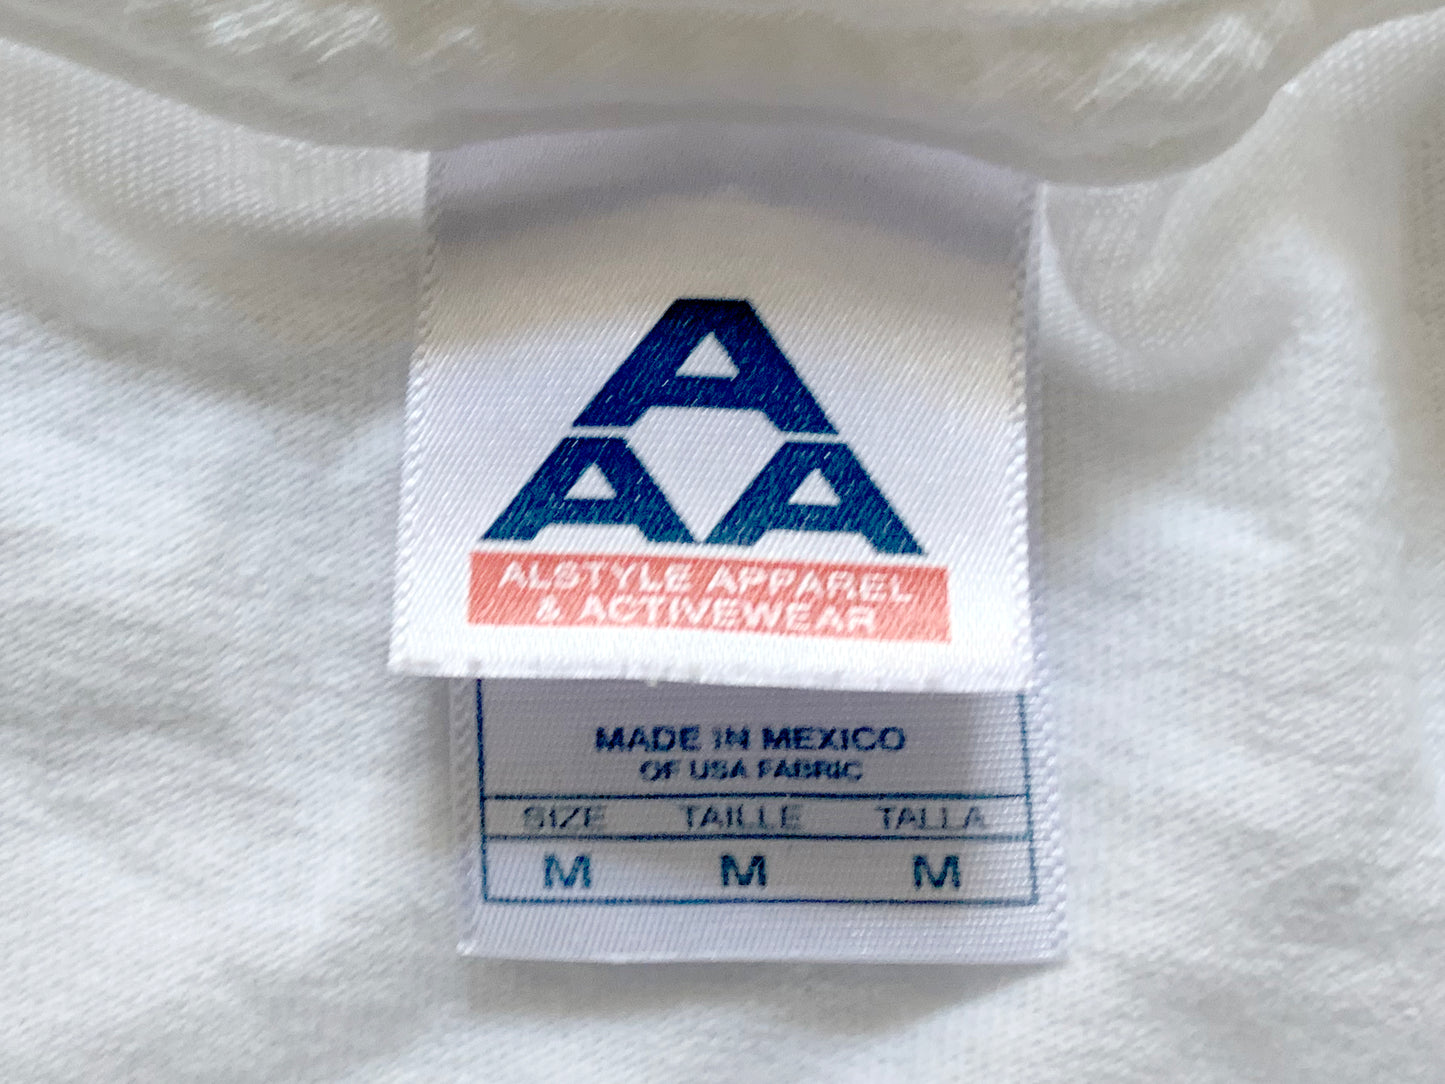 A
A A
ALSTYLE APPAREL
& ACTIVEWEAR
MADE IN MEXICO
OF USA FABRIC
SIZE TAILLE TALLA
M M M